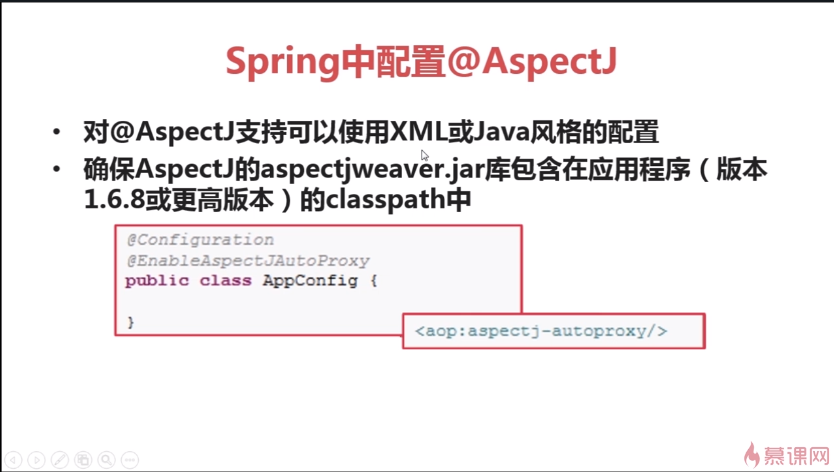 Spring中配置@AspectJ
• 对@AspectJ支持可以使用XML或Java风格的配置
• 确保AspectJ的aspectjweaver.jar库包含在应用程序（版本
1.6.8或更高版本）的classpath中
@Configuration
@EnableAspectJAutoProxy
public class AppConfig {
}
<aop:aspectj-autoproxy/>
慕课网